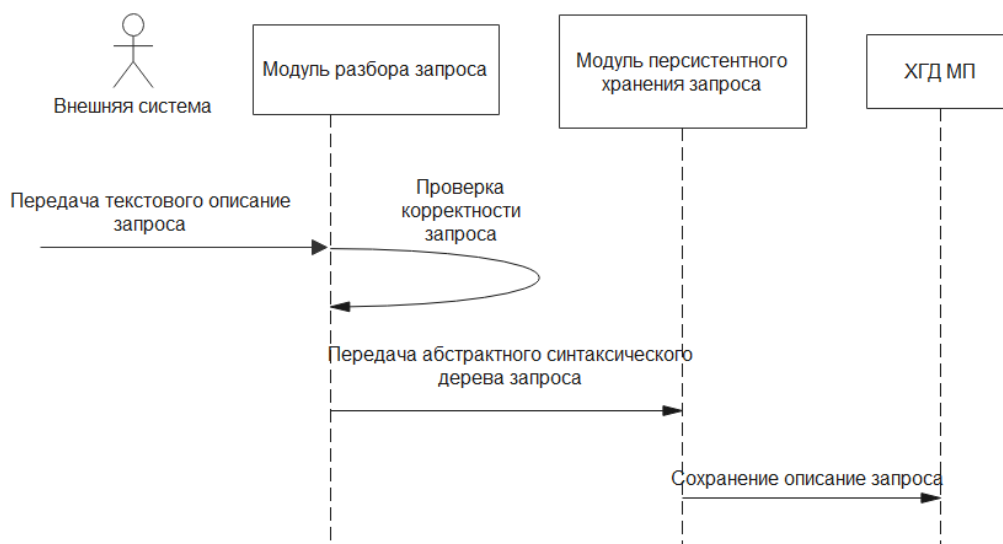 Внешняя система
Модуль разбора запроса
Модуль персистентного
хранения запроса
ХГД МП
Передача текстового описание
запроса
Проверка
корректности
запроса
Передача абстрактного синтаксического
дерева запроса
Сохранение описание запроса